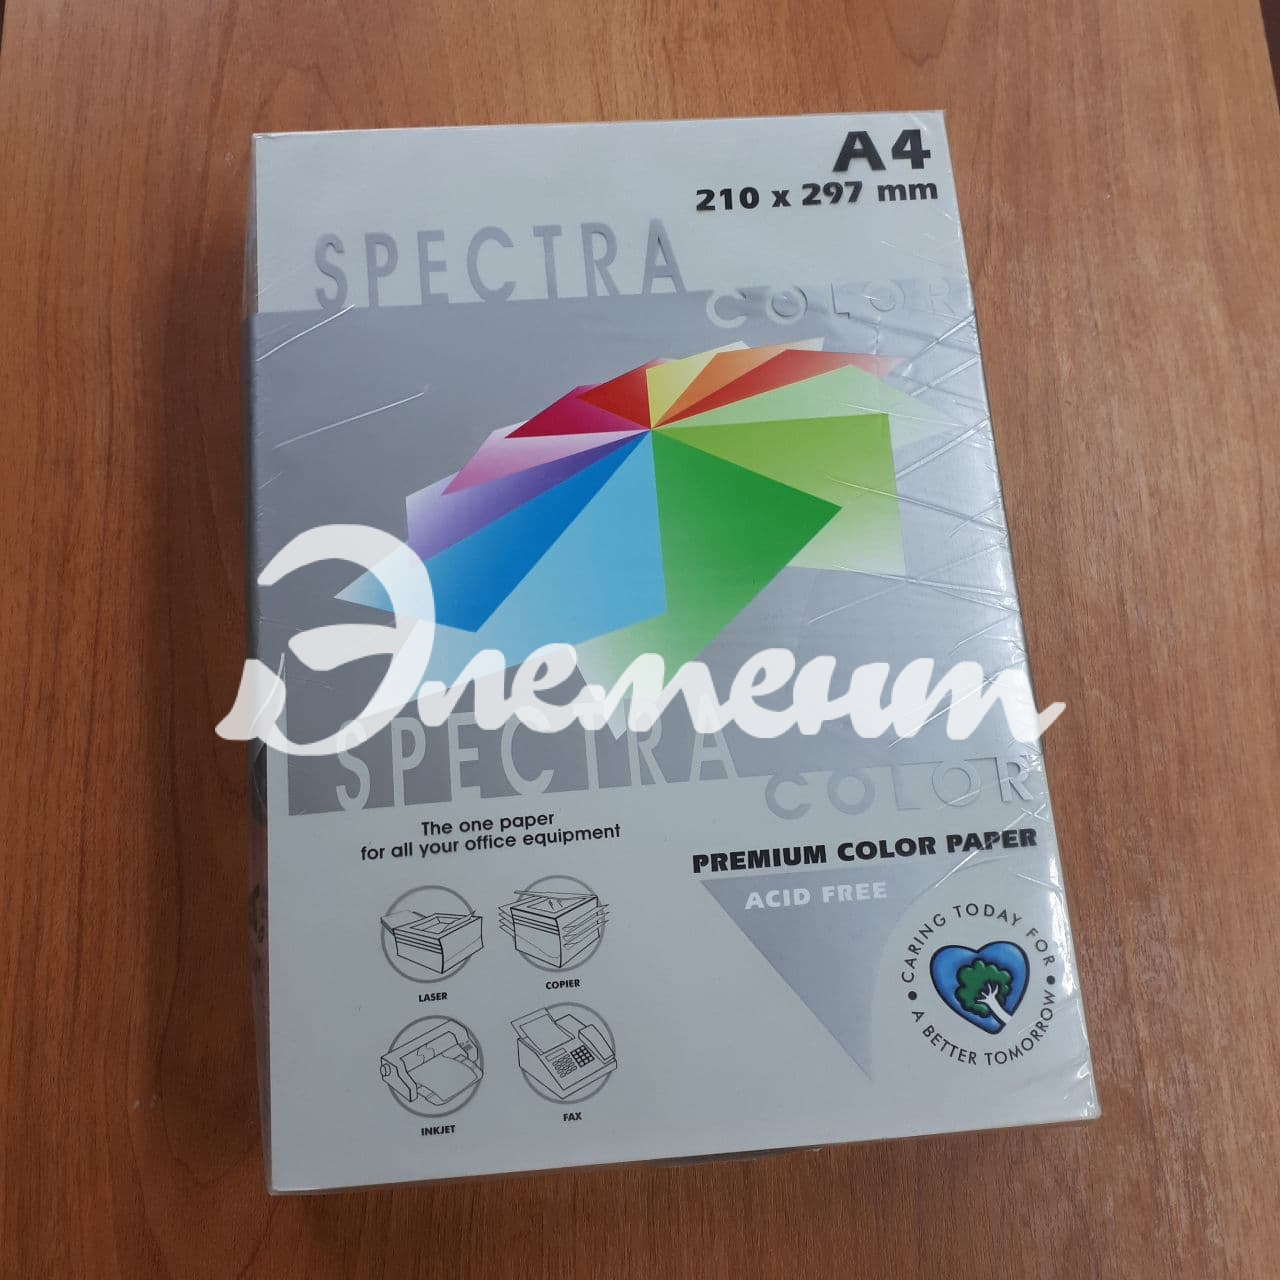 A4
210 x 297 mm
SPECTRA
COLOR
Элемент
SPECTRA
COLOR
The one paper
for all your office equipment
PREMIUM COLOR PAPER
ACID FREE
LASER
COPIER
INKJET
FAX
CARING TODAY FOR
A BETTER TOMORROW